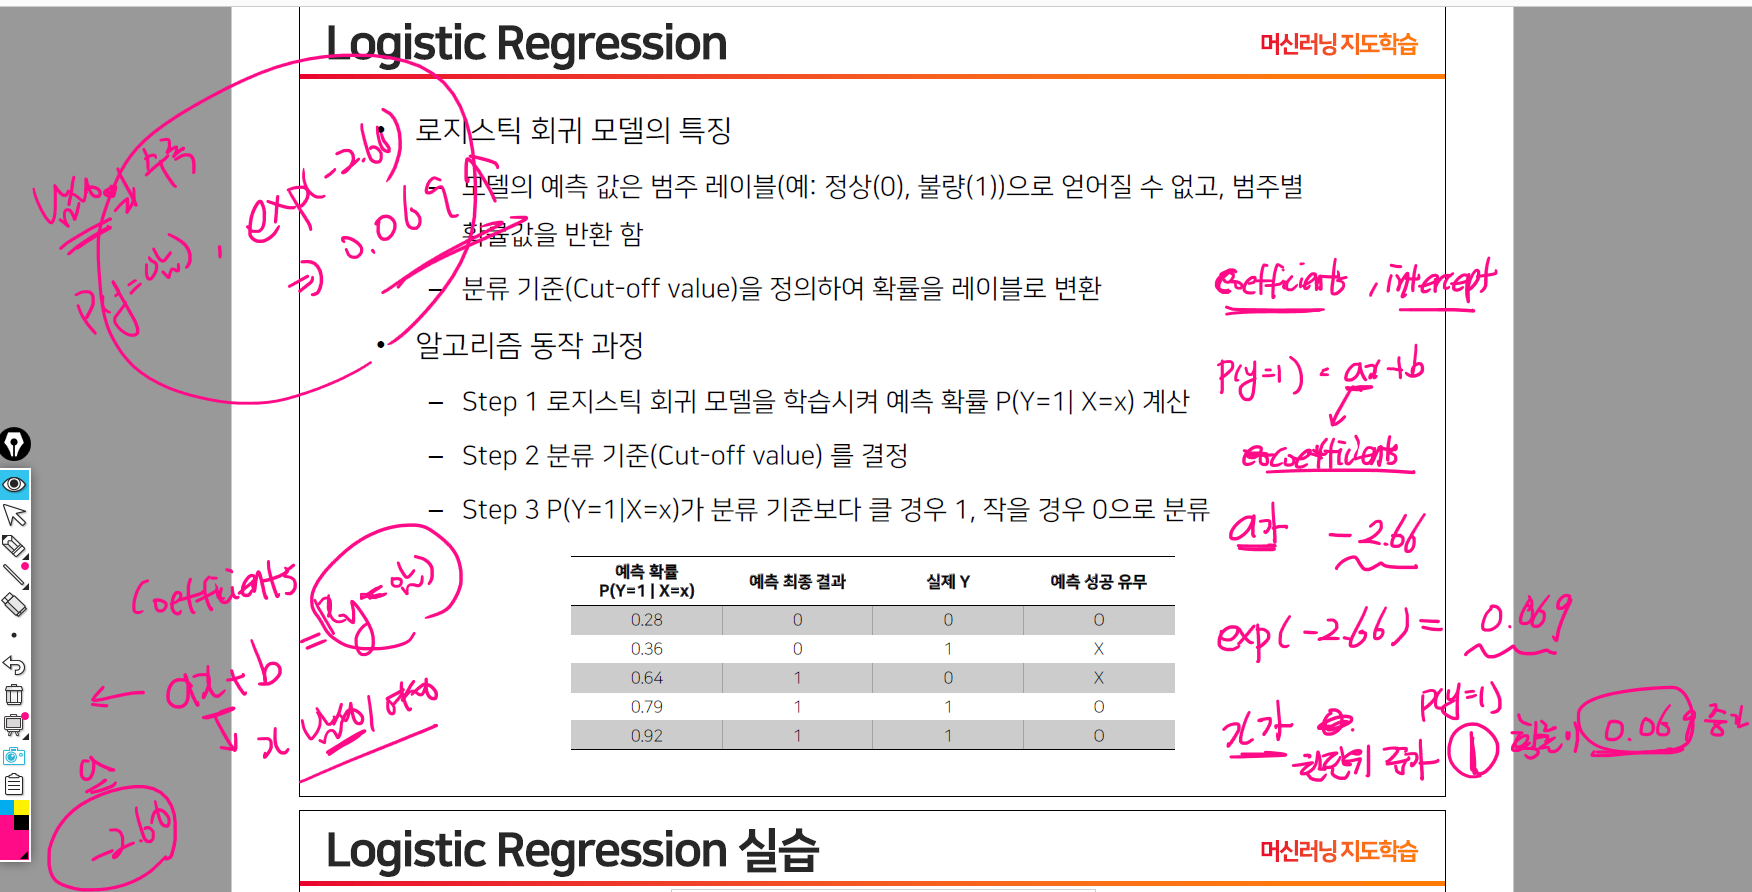 Logistic Regression
머신러닝 지도학습
• 로지스틱 회귀 모델의 특징
– 모델의 예측 값은 범주 레이블(예: 정상(0), 불량(1))으로 얻어질 수 없고, 범주별
확률값을 반환 함
– 분류 기준(Cut-off value)을 정의하여 확률을 레이블로 변환
• 알고리즘 동작 과정
– Step 1 로지스틱 회귀 모델을 학습시켜 예측 확률 P(Y=1| X=x) 계산
– Step 2 분류 기준(Cut-off value) 를 결정
– Step 3 P(Y=1|X=x)가 분류 기준보다 클 경우 1, 작을 경우 0으로 분류
예측 확률 P(Y=1 | X=x) 예측 최종 결과 실제 Y 예측 성공 유무
0.28 0 0 O
0.36 0 1 X
0.64 1 0 X
0.79 1 1 O
0.92 1 1 O
exp(-2.66)
⇒ 0.069
coefficients, intercept
P(y=1) = ax+b
coefficients
a가 -2.66
exp(-2.66) = 0.069
x가
한단위 증가
P(y=1)
1
확률이 0.069 증가
Coefficients
ax+b =
x
a
-2.66
Logistic Regression 실습
머신러닝 지도학습